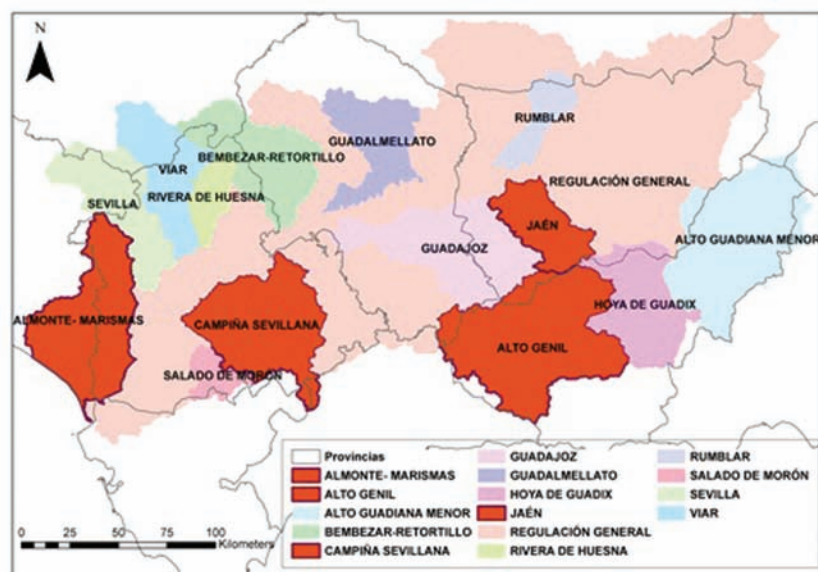 N
RUMBLAR
GUADALMELLATO
BEMBEZAR-RETORTILLO
VIAR
REGULACIÓN GENERAL
RIVERA DE HUESNA
SEVILLA
JAÉN
ALTO GUADIANA MENOR
GUADAJOZ
HOYA DE GUADIX
ALMONTE- MARISMAS
CAMPIÑA SEVILLANA
ALTO GENIL
SALADO DE MORÓN
Provincias
ALMONTE- MARISMAS
ALTO GENIL
ALTO GUADIANA MENOR
BEMBEZAR-RETORTILLO
CAMPIÑA SEVILLANA
GUADAJOZ
GUADALMELLATO
HOYA DE GUADIX
JAÉN
REGULACIÓN GENERAL
RIVERA DE HUESNA
RUMBLAR
SALADO DE MORÓN
SEVILLA
VIAR
0 25 50 100
Kilometers